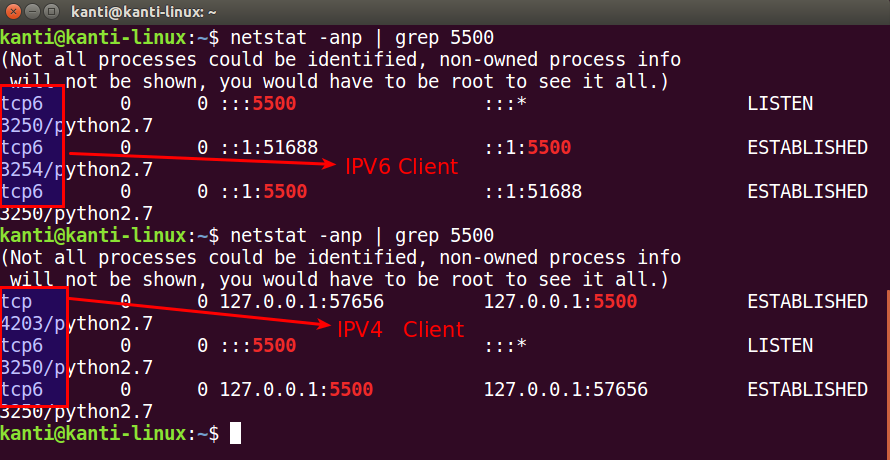 kanti@kanti-linux: ~
kanti@kanti-linux:~$ netstat -anp | grep 5500
(Not all processes could be identified, non-owned process info
 will not be shown, you would have to be root to see it all.)
tcp6 0 0 :::5500 :::* LISTEN
3250/python2.7
tcp6 0 0 ::1:51688 ::1:5500 ESTABLISHED
IPV6 Client
3254/python2.7
tcp6 0 0 ::1:5500 ::1:51688 ESTABLISHED
3250/python2.7
kanti@kanti-linux:~$ netstat -anp | grep 5500
(Not all processes could be identified, non-owned process info
 will not be shown, you would have to be root to see it all.)
tcp 0 0 127.0.0.1:57656 127.0.0.1:5500 ESTABLISHED
4203/python2.7
IPV4 Client
tcp6 0 0 :::5500 :::* LISTEN
3250/python2.7
tcp6 0 0 127.0.0.1:5500 127.0.0.1:57656 ESTABLISHED
3250/python2.7
kanti@kanti-linux:~$